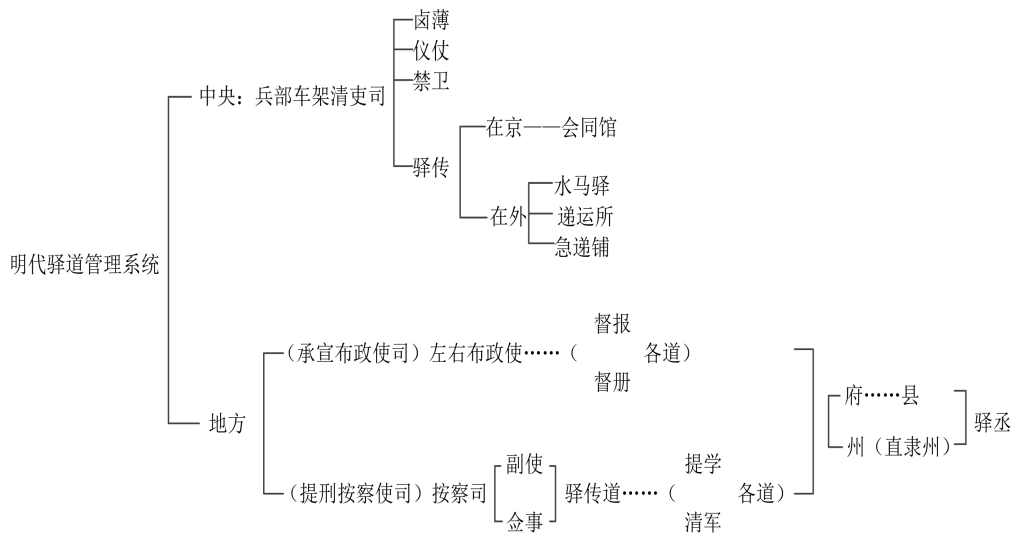 卤薄
仪仗
禁卫
中央：兵部车架清吏司
驿传
在京——会同馆
在外
水马驿
递运所
急递铺
明代驿道管理系统
地方
（承宣布政使司）左右布政使……（
督报
督册
各道）
（提刑按察使司）按察司
副使
佥事
驿传道……（
提学
清军
各道）
府……县
州（直隶州）
驿丞